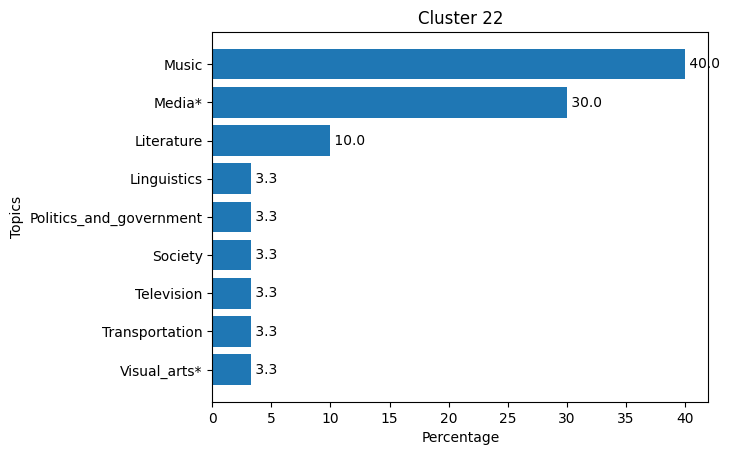 Cluster 22
Topics
Music 40.0
Media* 30.0
Literature 10.0
Linguistics 3.3
Politics_and_government 3.3
Society 3.3
Television 3.3
Transportation 3.3
Visual_arts* 3.3
0 5 10 15 20 25 30 35 40
Percentage